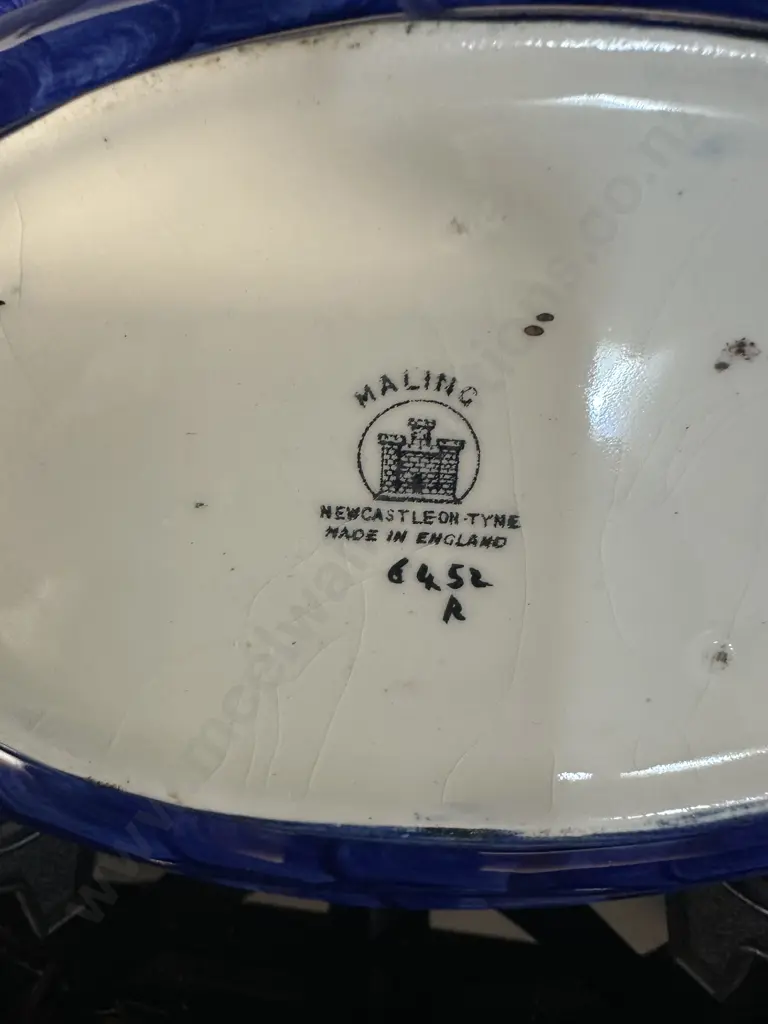 MALING
NEWCASTLE-ON-TYNE
MADE IN ENGLAND
6452
R